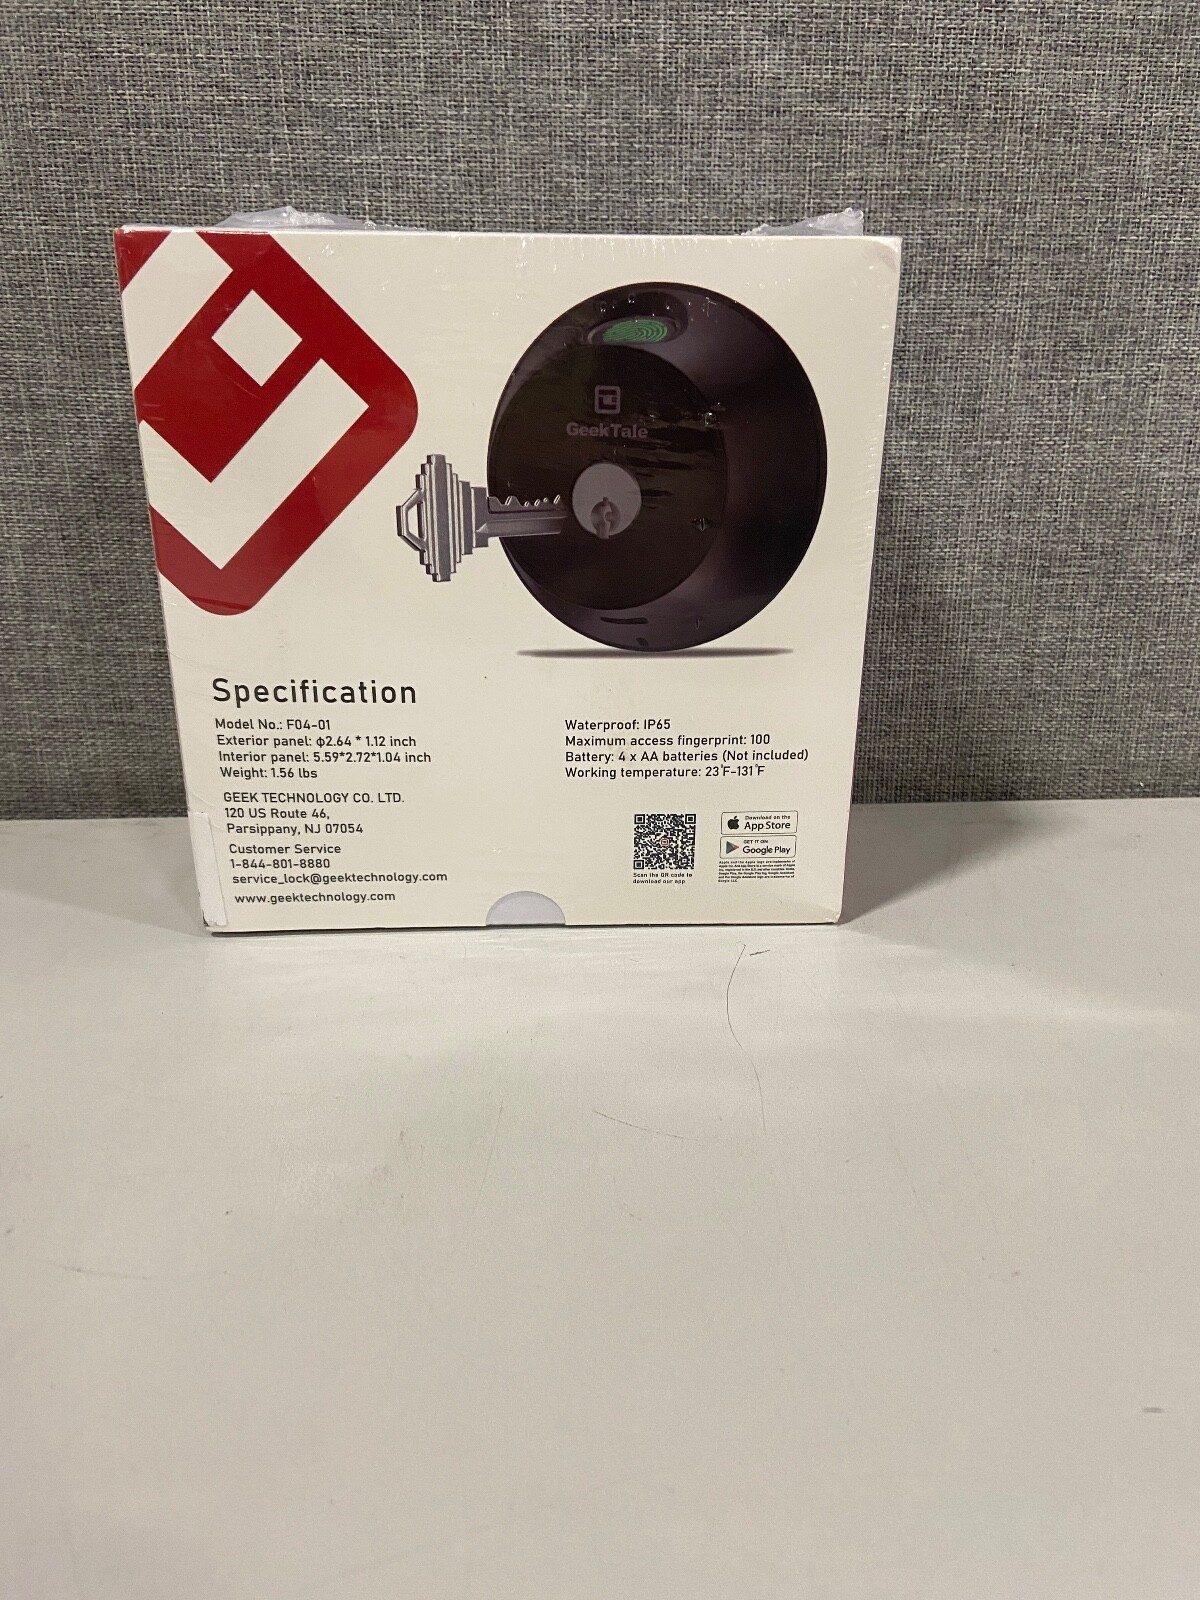 GeekTale
Specification
Model No.: F04-01
Exterior panel: φ2.64 * 1.12 inch
Interior panel: 5.59*2.72*1.04 inch
Weight: 1.56 lbs
GEEK TECHNOLOGY CO. LTD.
120 US Route 46,
Parsippany, NJ 07054
Customer Service
1-844-801-8880
service_lock@geektechnology.com
www.geektechnology.com
Waterproof: IP65
Maximum access fingerprint: 100
Battery: 4 x AA batteries (Not included)
Working temperature: 23°F-131°F
Scan the QR code to
download our app
Download on the
App Store
GET IT ON
Google Play